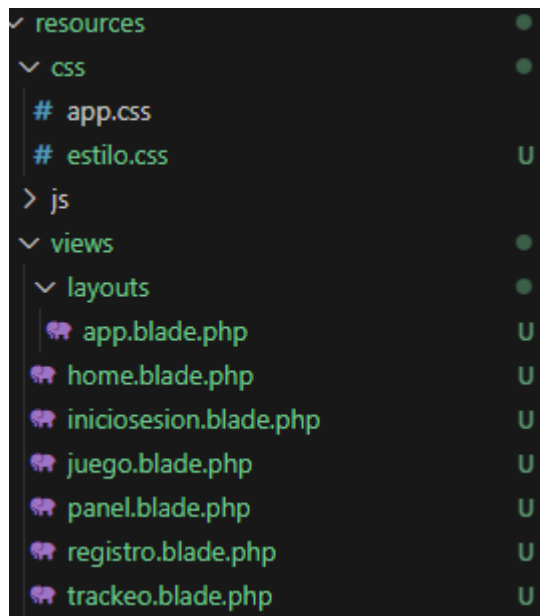 resources
css
# app.css
# estilo.css U
js
views
layouts
app.blade.php U
home.blade.php U
iniciosesion.blade.php U
juego.blade.php U
panel.blade.php U
registro.blade.php U
trackeo.blade.php U